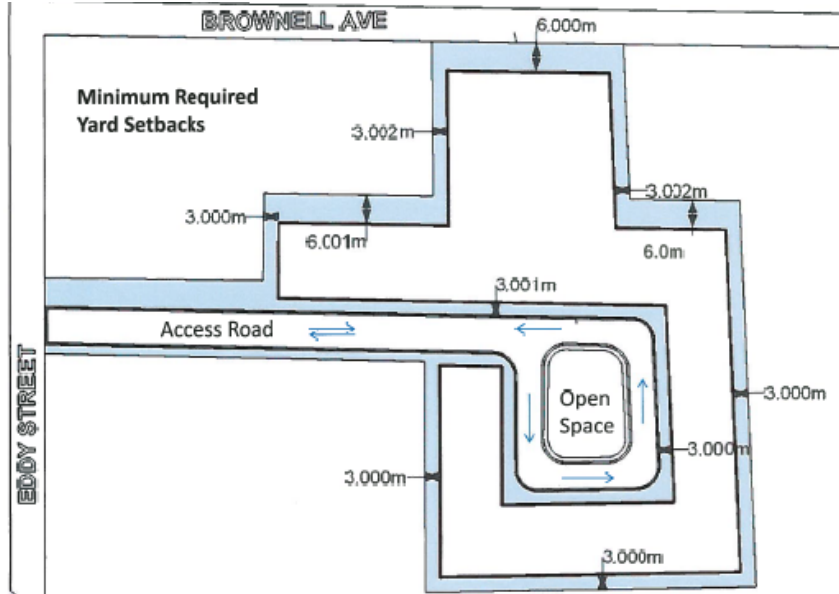 BROWNELL AVE
6.000m
Minimum Required
Yard Setbacks
3.002m
3.002m
3.000m
6.001m
6.0m
3.001m
Access Road
EDDY STREET
Open
Space
3.000m
3.000m
3.000m
3.000m